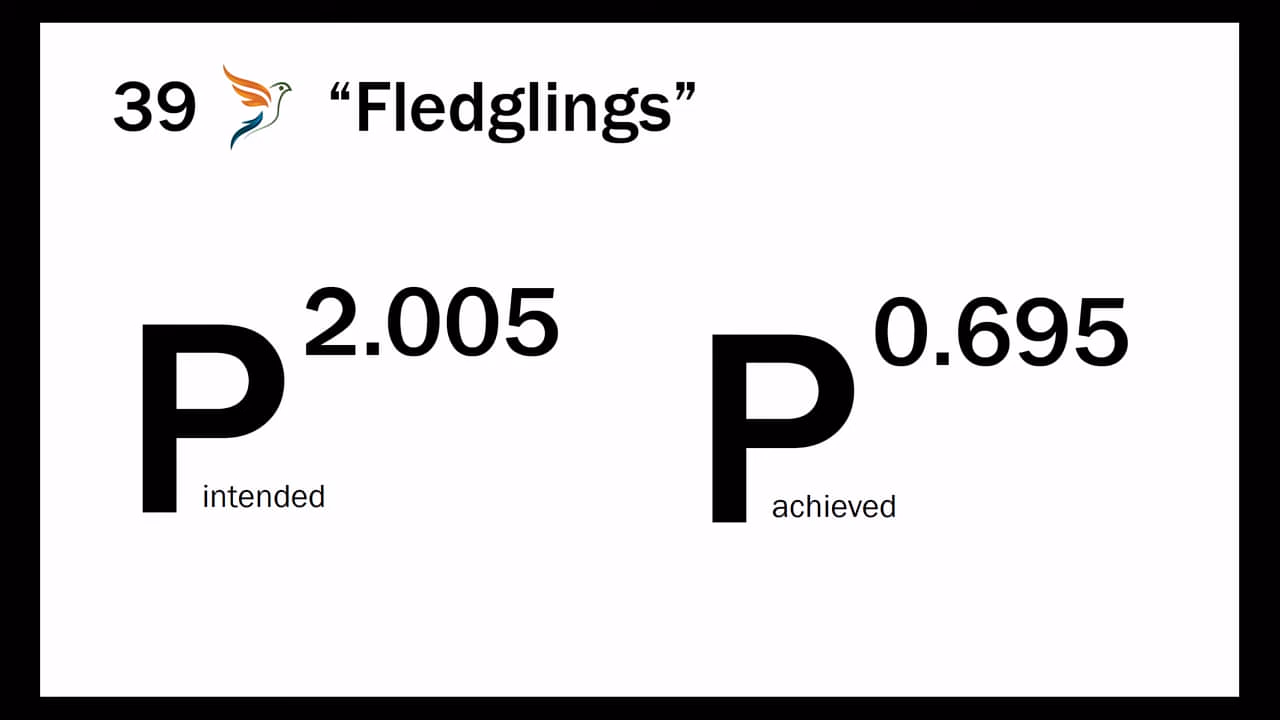 39 “Fledglings”
P 2.005 intended
P 0.695 achieved